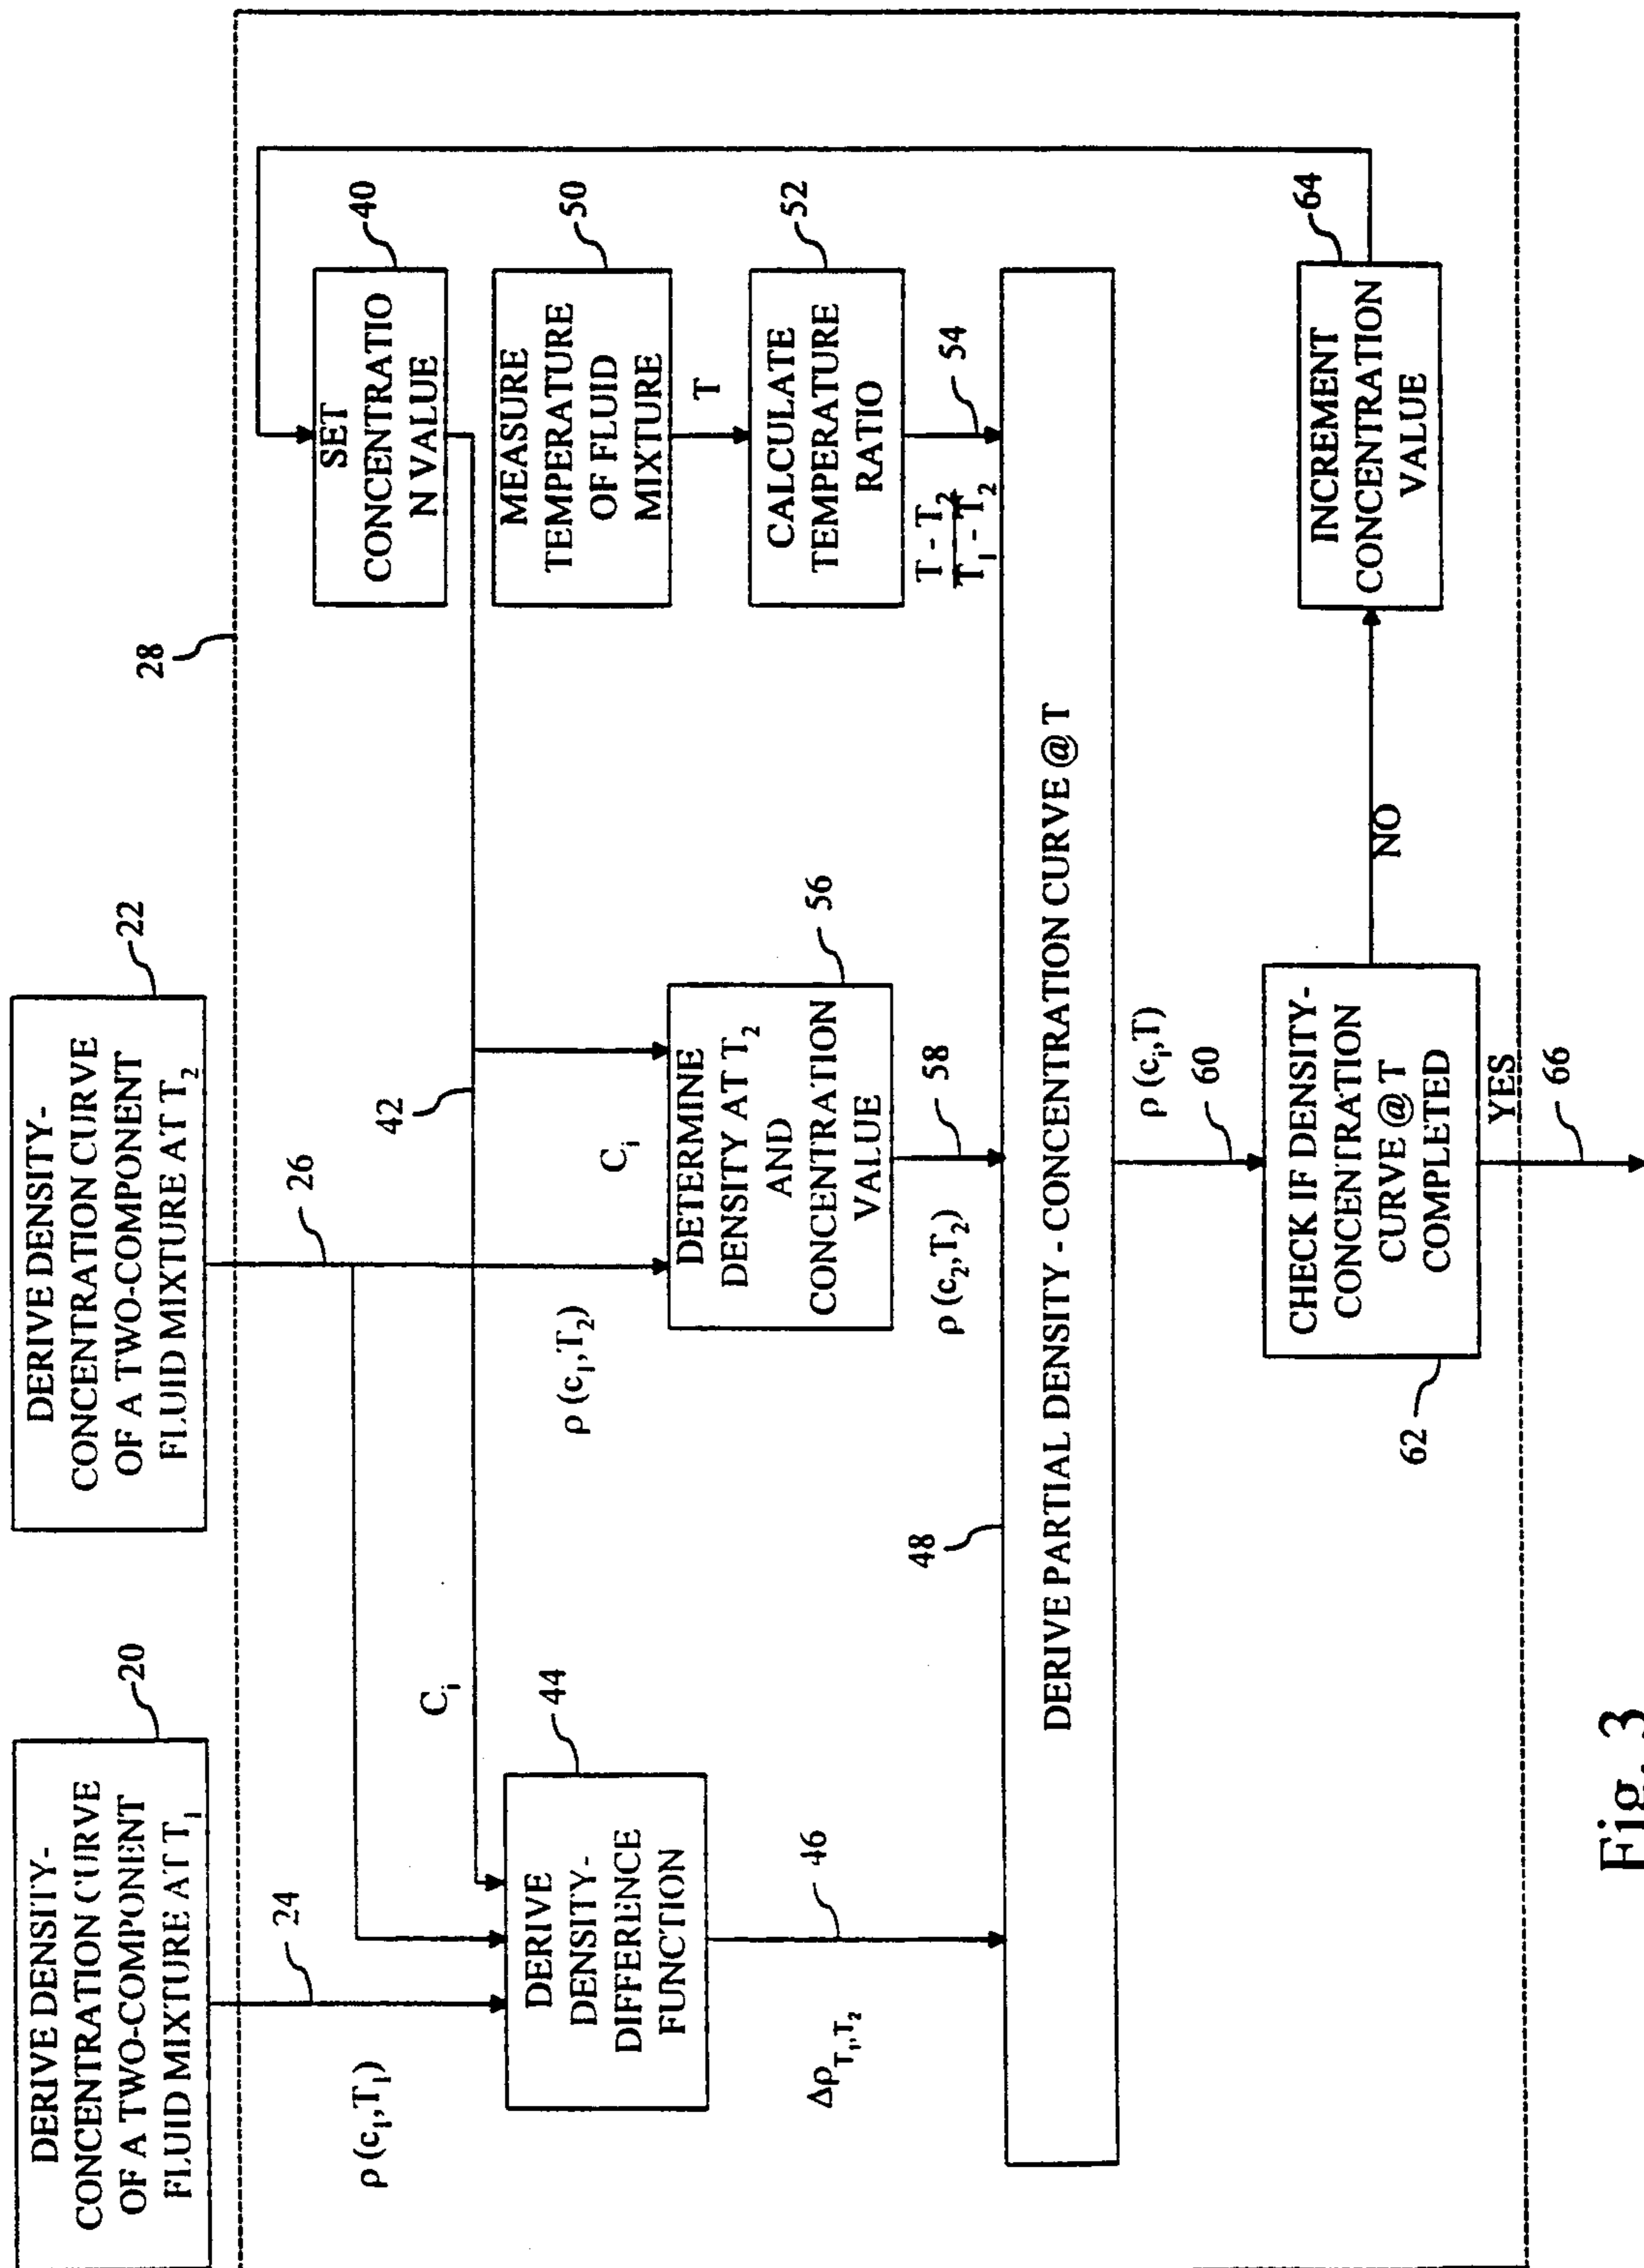 DERIVE DENSITY-
CONCENTRATION CURVE
OF A TWO-COMPONENT
FLUID MIXTURE AT T₁
20
DERIVE DENSITY-
CONCENTRATION CURVE
OF A TWO-COMPONENT
FLUID MIXTURE AT T₂
22
28
24
ρ (c₁,T₁)
26
ρ (c₁,T₂)
SET
CONCENTRATIO
N VALUE
40
42
Cᵢ
Cᵢ
DERIVE
DENSITY-
DIFFERENCE
FUNCTION
44
MEASURE
TEMPERATURE
OF FLUID
MIXTURE
50
T
DETERMINE
DENSITY AT T₂
AND
CONCENTRATION
VALUE
56
CALCULATE
TEMPERATURE
RATIO
52
46
Δρ T₁,T₂
58
ρ (c₂,T₂)
54
T - T₂
T₁ - T₂
48
DERIVE PARTIAL DENSITY - CONCENTRATION CURVE @ T
ρ (cᵢ,T)
60
CHECK IF DENSITY-
CONCENTRATION
CURVE @ T
COMPLETED
62
NO
INCREMENT
CONCENTRATION
VALUE
64
YES
66
Fig. 3